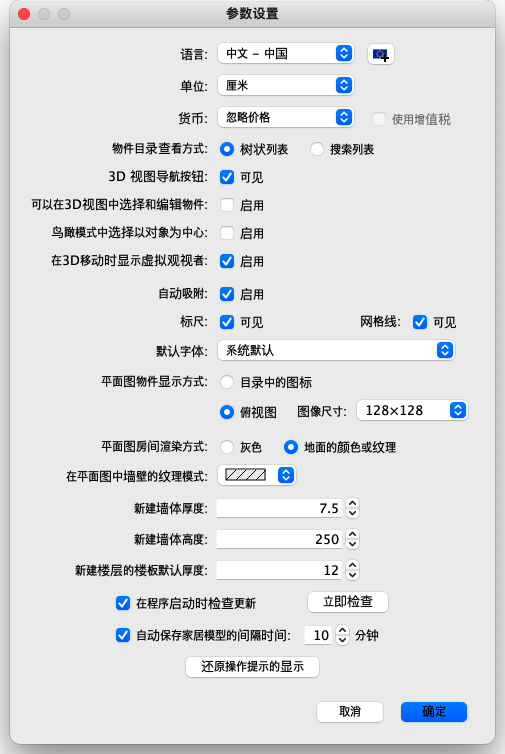 参数设置
语言: 中文 – 中国
单位: 厘米
货币: 忽略价格 使用增值税
物件目录查看方式: 树状列表 搜索列表
3D 视图导航按钮: 可见
可以在3D视图中选择和编辑物件: 启用
鸟瞰模式中选择以对象为中心: 启用
在3D移动时显示虚拟观视者: 启用
自动吸附: 启用
标尺: 可见 网格线: 可见
默认字体: 系统默认
平面图物件显示方式: 目录中的图标
俯视图 图像尺寸: 128×128
平面图房间渲染方式: 灰色 地面的颜色或纹理
在平面图中墙壁的纹理模式:
新建墙体厚度: 7.5
新建墙体高度: 250
新建楼层的楼板默认厚度: 12
在程序启动时检查更新 立即检查
自动保存家居模型的间隔时间: 10 分钟
还原操作提示的显示
取消 确定